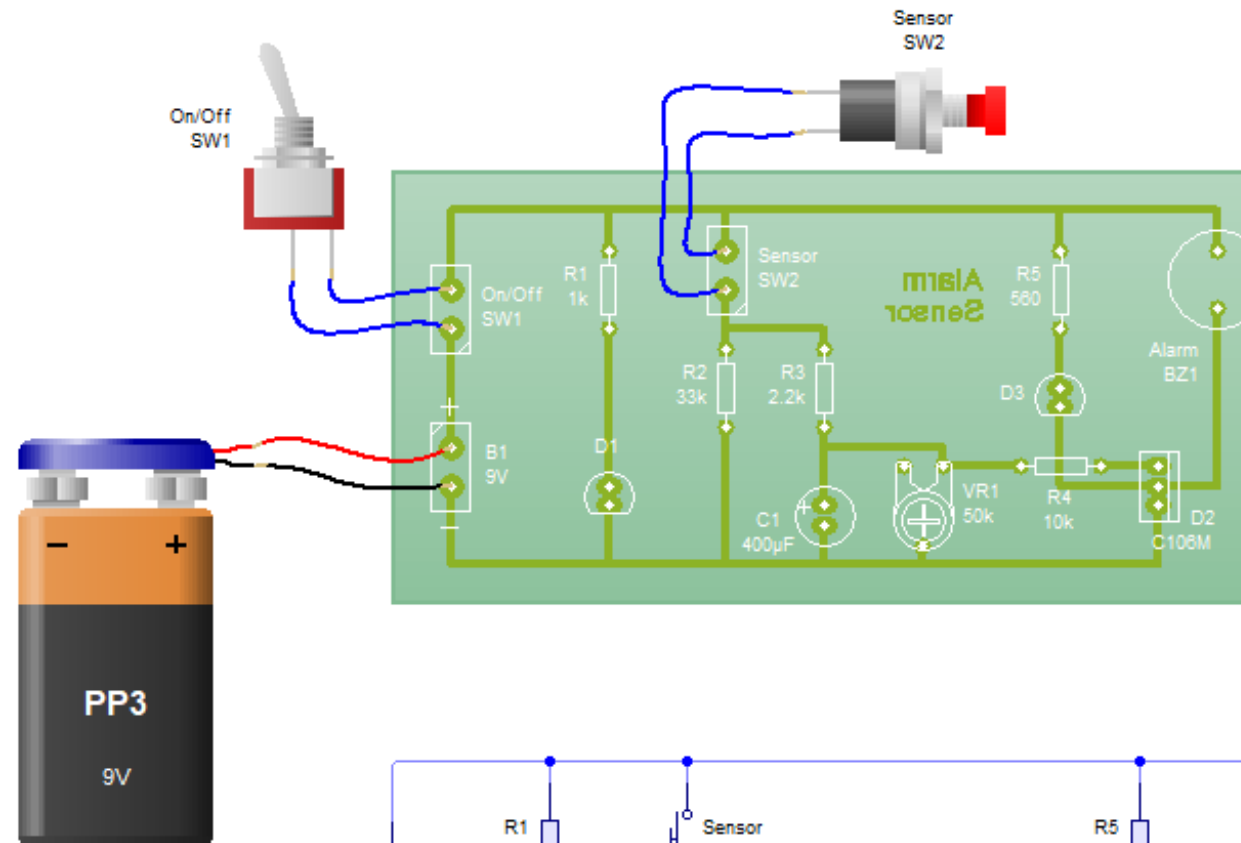 Sensor
SW2
On/Off
SW1
Sensor
SW2
R1
1k
On/Off
SW1
Alarm
Sensor
R5
560
Alarm
BZ1
R2
33k
R3
2.2k
D3
+
B1
9V
D1
VR1
50k
R4
10k
+
C1
400µF
D2
C106M
−
− +
PP3
9V
R1
Sensor
R5